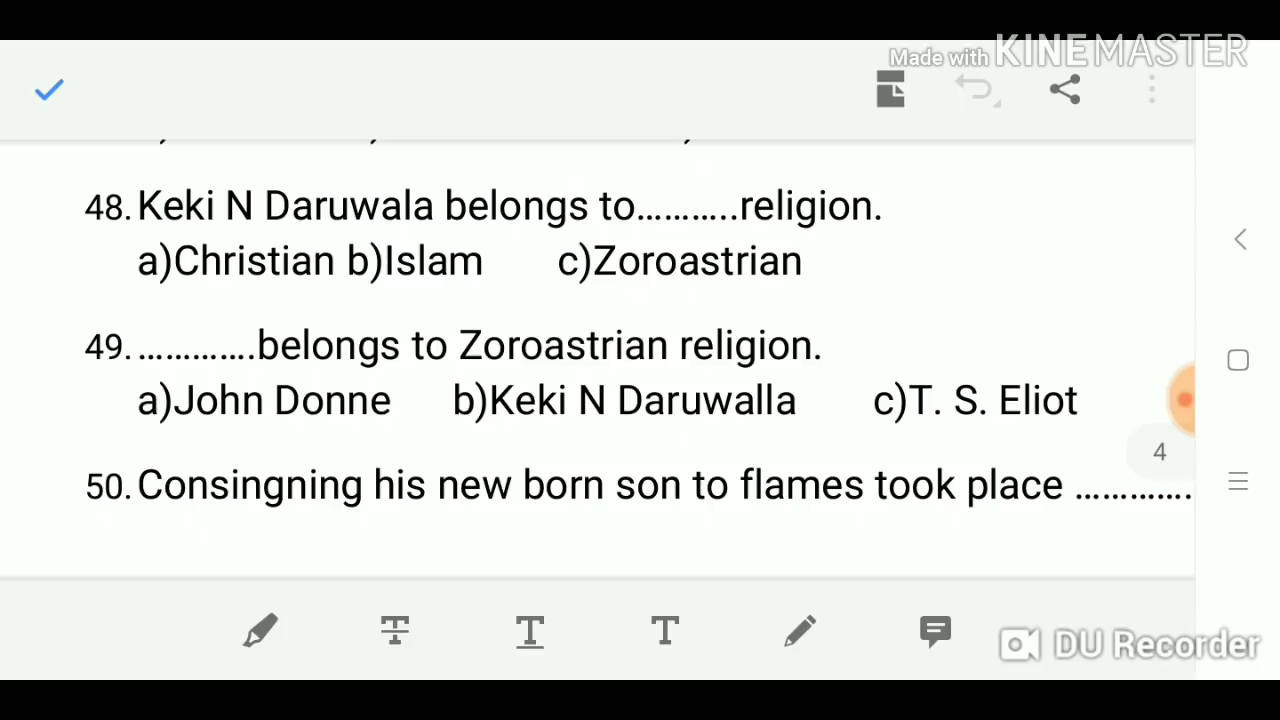 Made with KINEMASTER
48. Keki N Daruwala belongs to………..religion.
a)Christian b)Islam c)Zoroastrian
49. ………….belongs to Zoroastrian religion.
a)John Donne b)Keki N Daruwalla c)T. S. Eliot
4
50. Consingning his new born son to flames took place ………….
DU Recorder